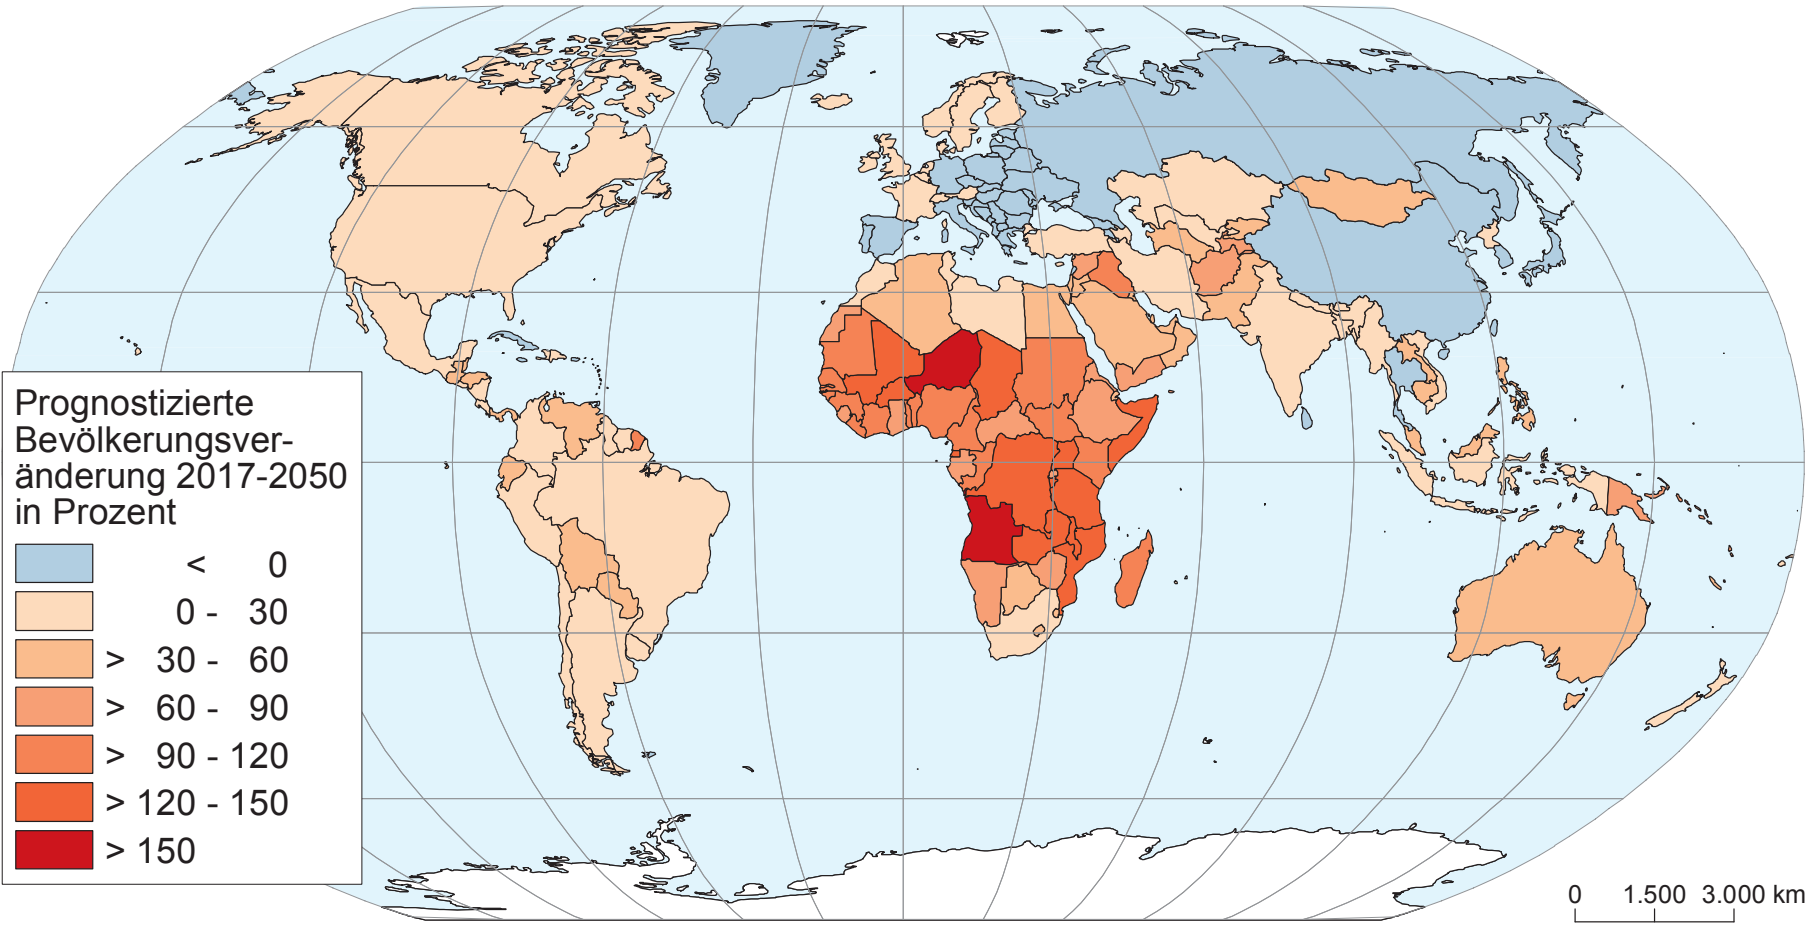 Prognostizierte
Bevölkerungsver-
änderung 2017-2050
in Prozent
< 0
0 - 30
> 30 - 60
> 60 - 90
> 90 - 120
> 120 - 150
> 150
0 1.500 3.000 km